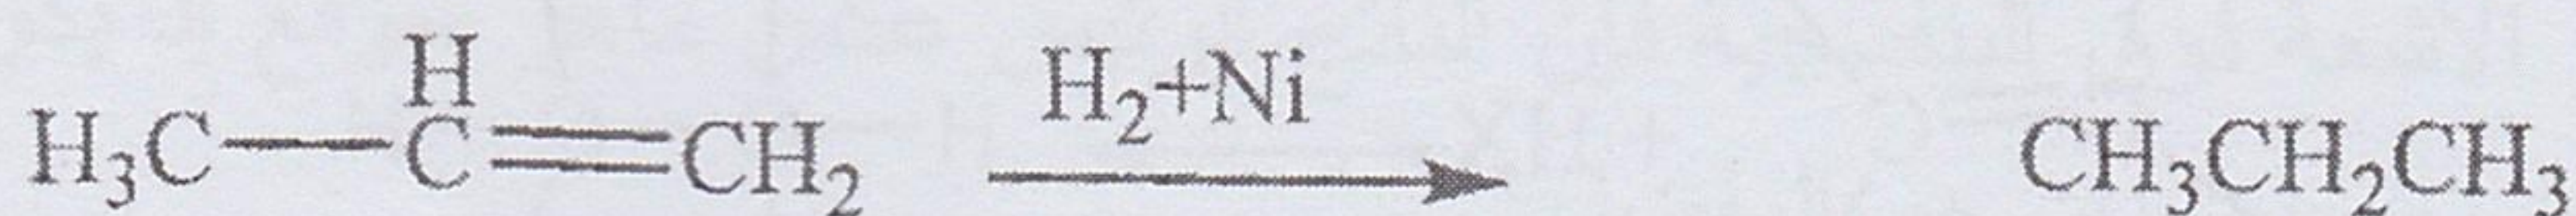 H
H₂+Ni
H₃C—C=CH₂ → CH₃CH₂CH₃